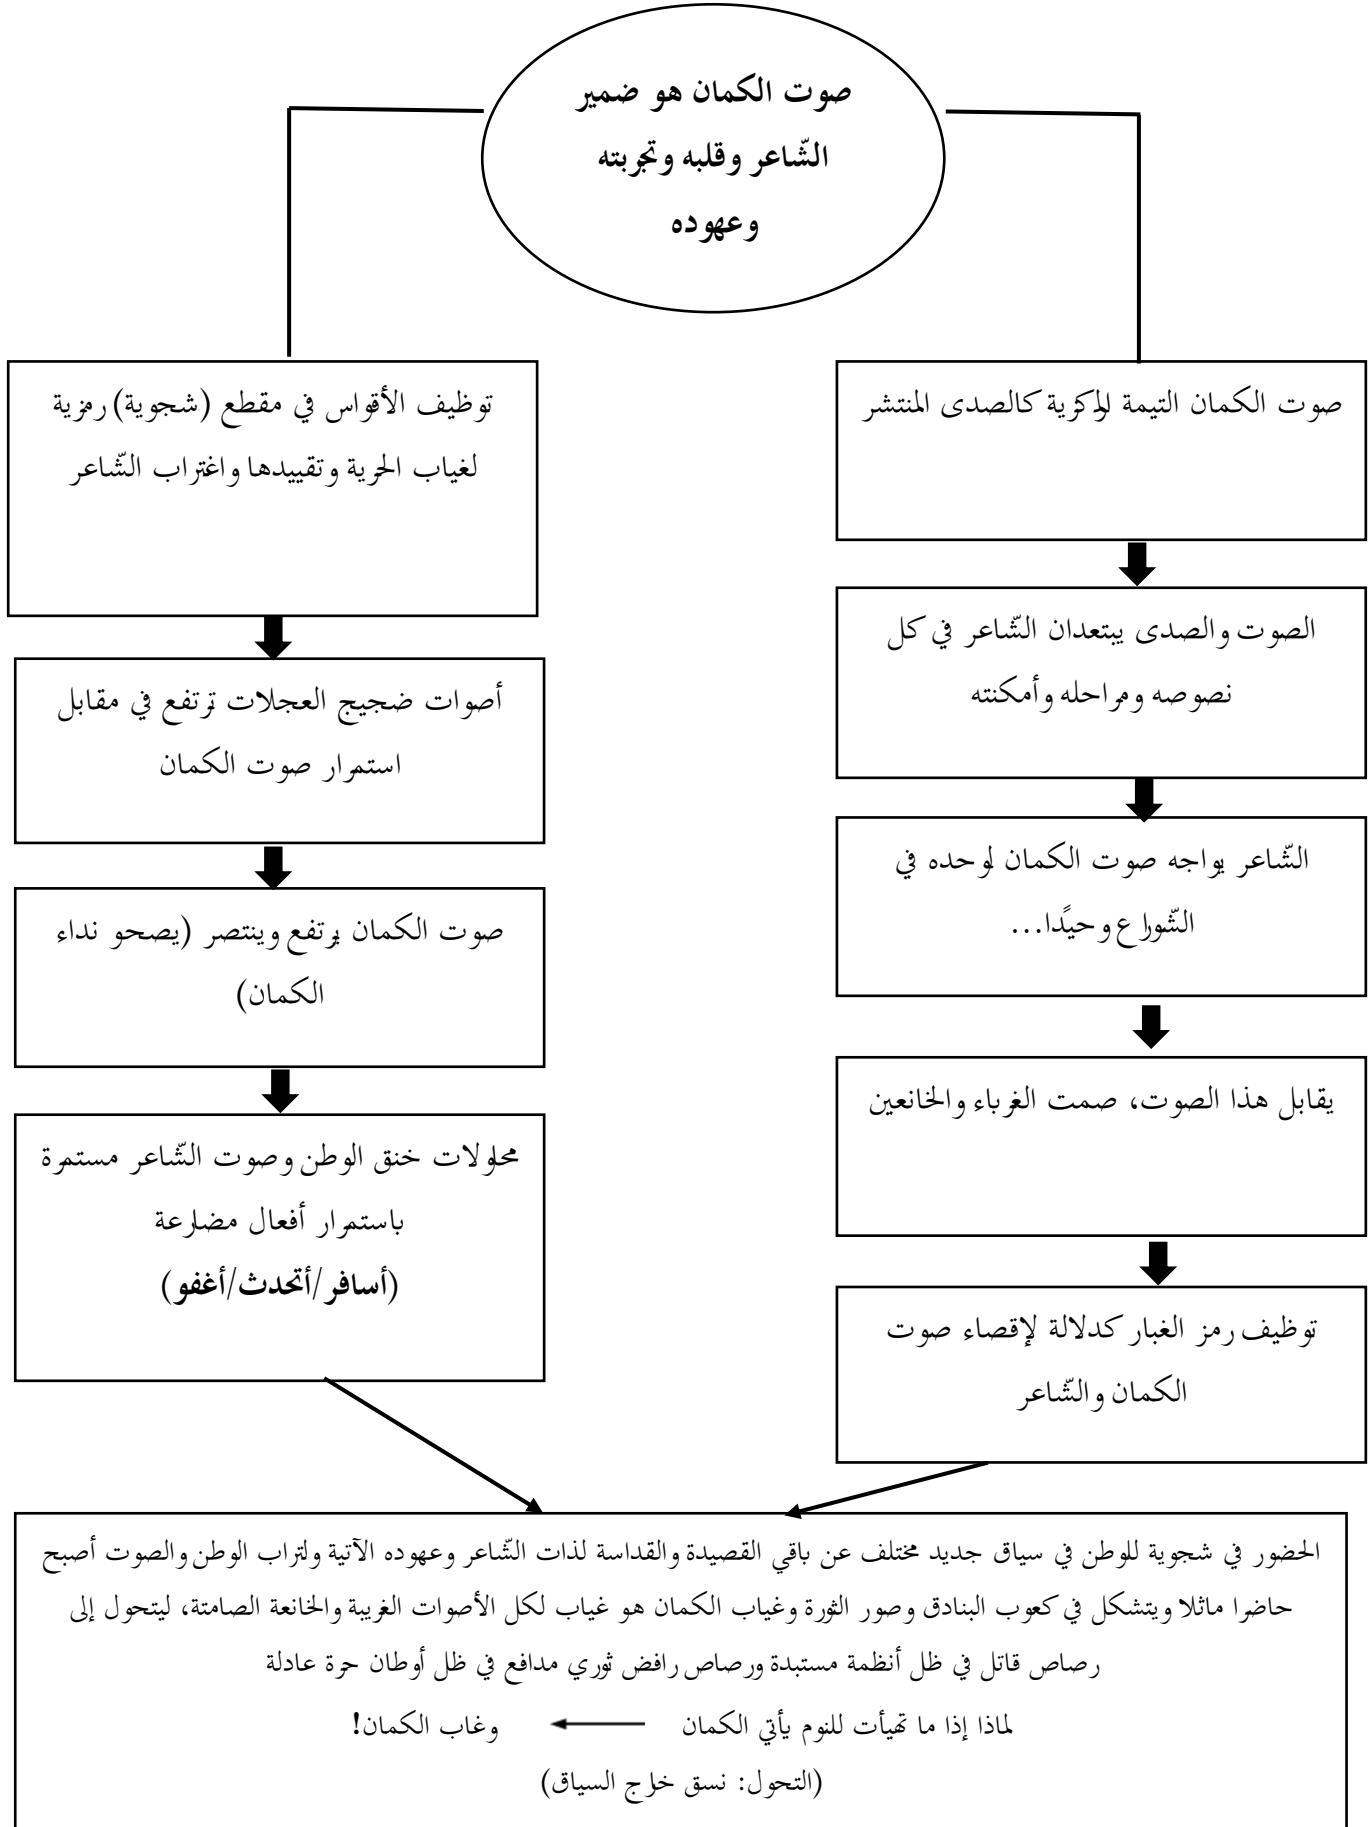 صوت الكمان هو ضمير
الشّاعر وقلبه وتجربته
وعهوده
صوت الكمان التيمة المركزية كالصدى المنتشر
الصوت والصدى يبتعدان الشّاعر في كل
نصوصه ومراحله وأمكنته
الشّاعر يواجه صوت الكمان لوحده في
الشّوارع وحيدًا...
يقابل هذا الصوت، صمت الغرباء والخانعين
توظيف رمز الغبار كدلالة لإقصاء صوت
الكمان والشّاعر
توظيف الأقواس في مقطع (شجوية) رمزية
لغياب الحرية وتقييدها واغتراب الشّاعر
أصوات ضجيج العجلات ترتفع في مقابل
استمرار صوت الكمان
صوت الكمان يرتفع وينتصر (يصحو نداء
الكمان)
محاولات خنق الوطن وصوت الشّاعر مستمرة
باستمرار أفعال مضارعة
(أسافر/أتحدث/أغفو)
الحضور في شجوية للوطن في سياق جديد مختلف عن باقي القصيدة والقداسة لذات الشّاعر وعهوده الآتية ولتراب الوطن والصوت أصبح
حاضرا ماثلا ويتشكل في كعوب البنادق وصور الثورة وغياب الكمان هو غياب لكل الأصوات الغريبة والخانعة الصامتة، ليتحول إلى
رصاص قاتل في ظل أنظمة مستبدة ورصاص رافض ثوري مدافع في ظل أوطان حرة عادلة
لماذا إذا ما تهيأت للنوم يأتي الكمان ← وغاب الكمان!
(التحول: نسق خارج السياق)